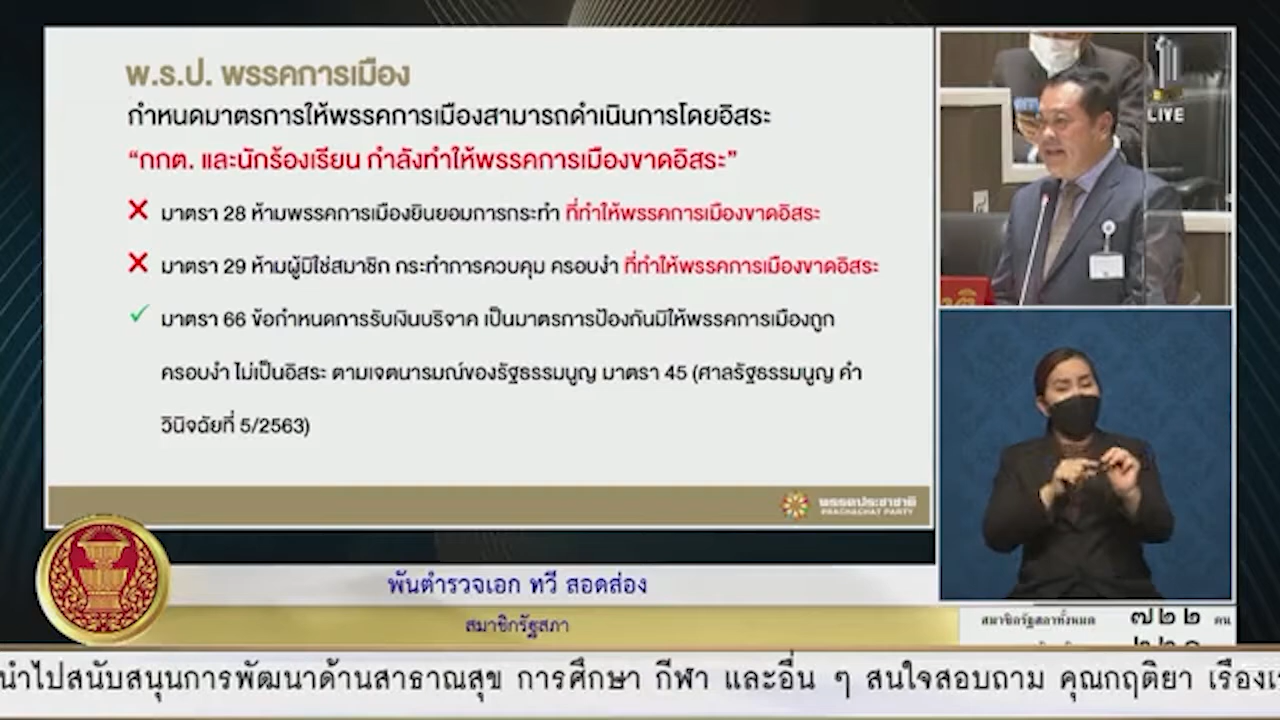 พ.ร.ป. พรรคการเมือง
กำหนดมาตรการให้พรรคการเมืองสามารถดำเนินการโดยอิสระ
“กกต. และนักร้องเรียน กำลังทำให้พรรคการเมืองขาดอิสระ”
มาตรา 28 ห้ามพรรคการเมืองยินยอมการกระทำ ที่ทำให้พรรคการเมืองขาดอิสระ
มาตรา 29 ห้ามผู้มิใช่สมาชิก กระทำการควบคุม ครอบงำ ที่ทำให้พรรคการเมืองขาดอิสระ
มาตรา 66 ข้อกำหนดการรับเงินบริจาค เป็นมาตรการป้องกันมิให้พรรคการเมืองถูก
ครอบงำ ไม่เป็นอิสระ ตามเจตนารมณ์ของรัฐธรรมนูญ มาตรา 45 (ศาลรัฐธรรมนูญ คำ
วินิจฉัยที่ 5/2563)
พรรคประชาชาติ
PRACHACHAT PARTY
LIVE
พันตำรวจเอก ทวี สอดส่อง
สมาชิกรัฐสภา
สมาชิกรัฐสภาทั้งหมด ๗๒๒ คน
นำไปสนับสนุนการพัฒนาด้านสาธาณสุข การศึกษา กีฬา และอื่น ๆ สนใจสอบถาม คุณกฤติยา เรือง